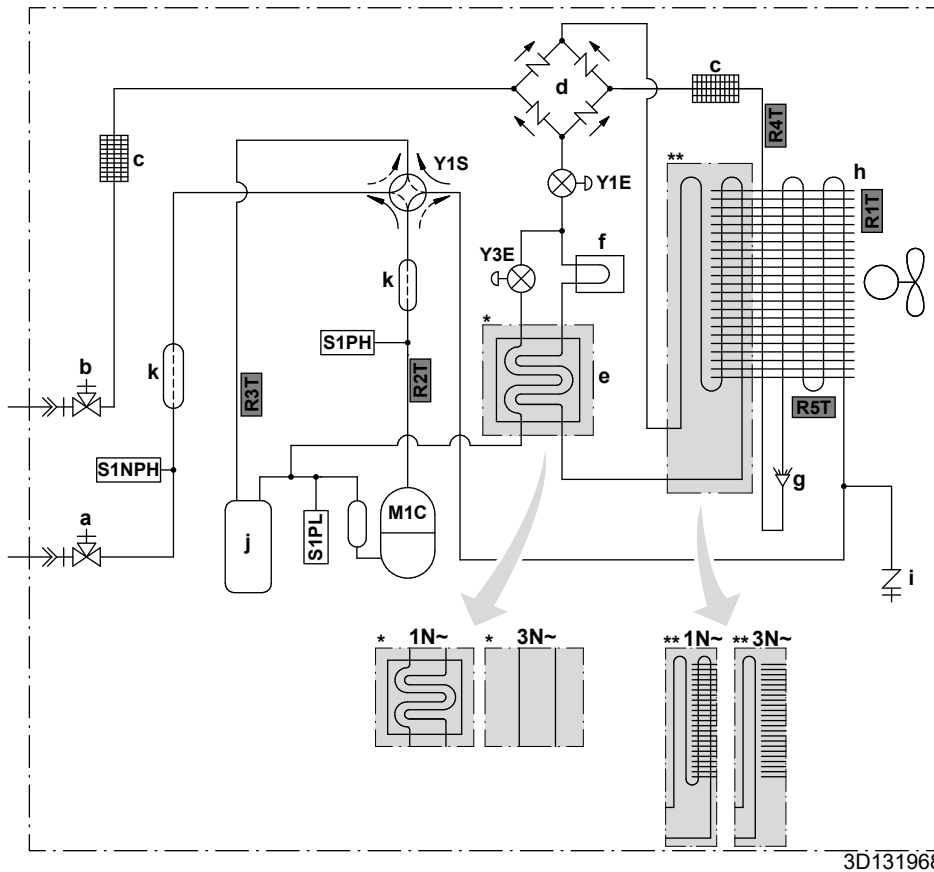 c
d
c
R4T
Y1S
**
h
R1T
Y1E
c
f
Y3E
k
*
S1PH
e
b
k
R3T
R2T
R5T
S1NPH
g
a
j
S1PL
M1C
i
* 1N~ * 3N~
** 1N~ ** 3N~
3D131968